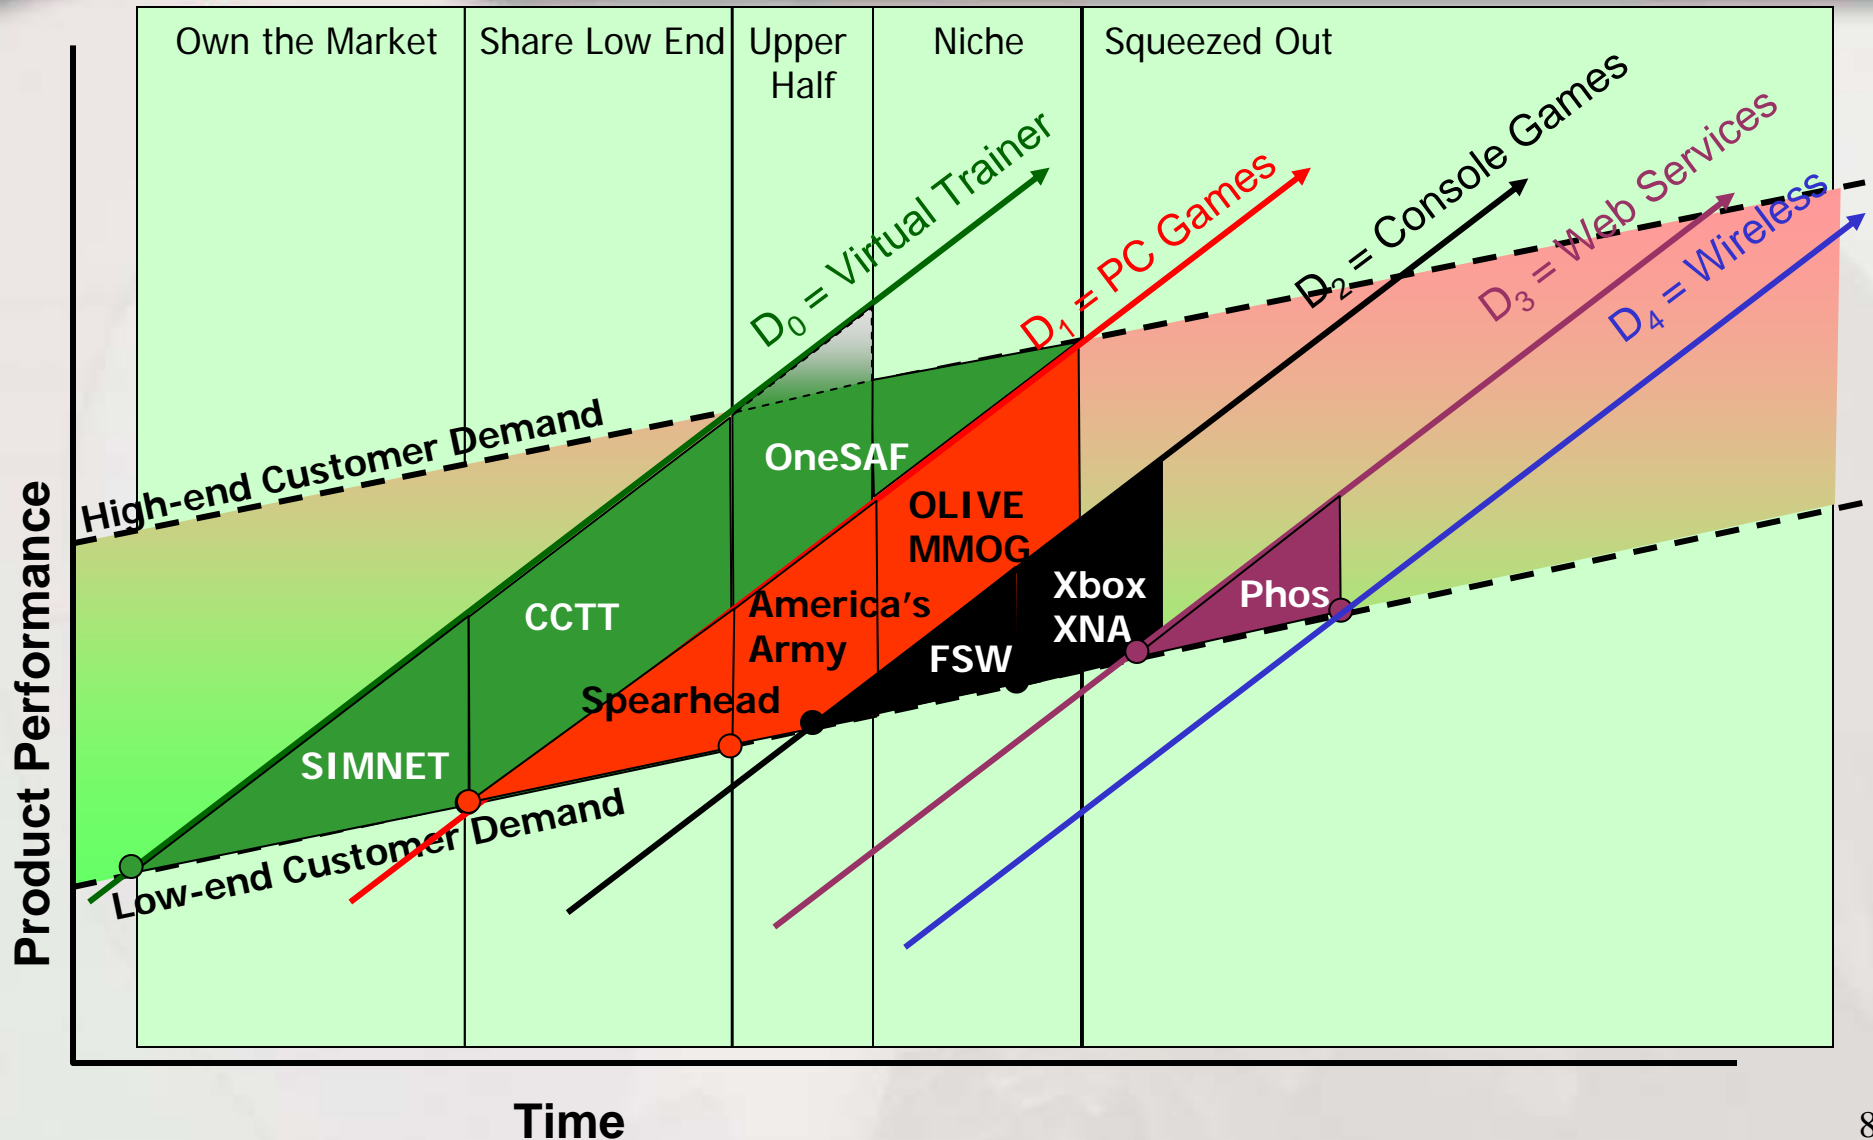 Own the Market
Share Low End
Upper
Half
Niche
Squeezed Out
D0 = Virtual Trainer
D1 = PC Games
D2 = Console Games
D3 = Web Services
D4 = Wireless
High-end Customer Demand
OneSAF
OLIVE
MMOG
CCTT
America's
Army
Xbox
XNA
Phos
FSW
Spearhead
SIMNET
Low-end Customer Demand
Product Performance
Time
8